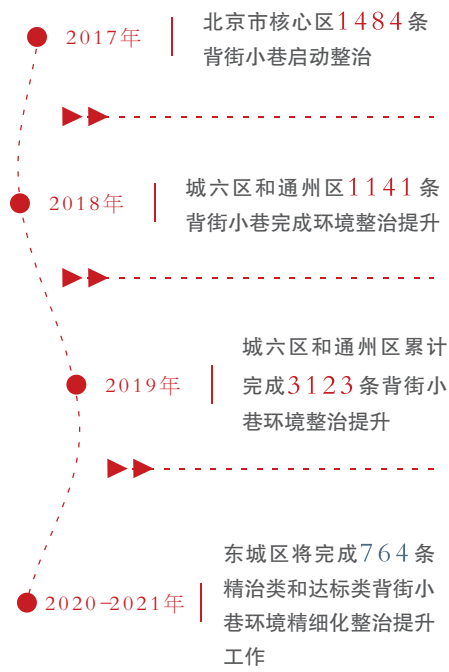 2017年
北京市核心区1484条
背街小巷启动整治
2018年
城六区和通州区1141条
背街小巷完成环境整治提升
2019年
城六区和通州区累计
完成3123条背街小
巷环境整治提升
2020-2021年
东城区将完成764条
精治类和达标类背街小
巷环境精细化整治提升
工作